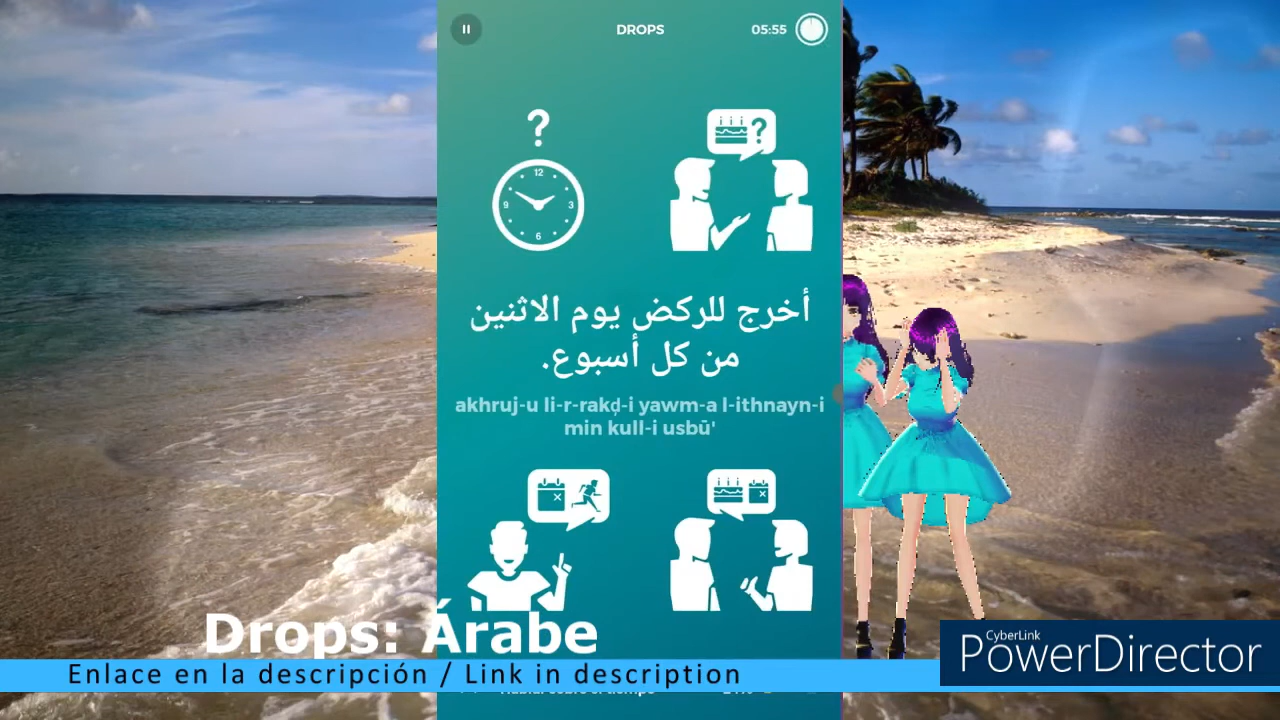 DROPS
05:55
?
?
12
9
3
6
أخرج للركض يوم الاثنين
من كل أسبوع.
akhruj-u li-r-rakḍ-i yawm-a l-ithnayn-i
min kull-i usbū'
Drops: Árabe
Enlace en la descripción / Link in description
CyberLink
PowerDirector